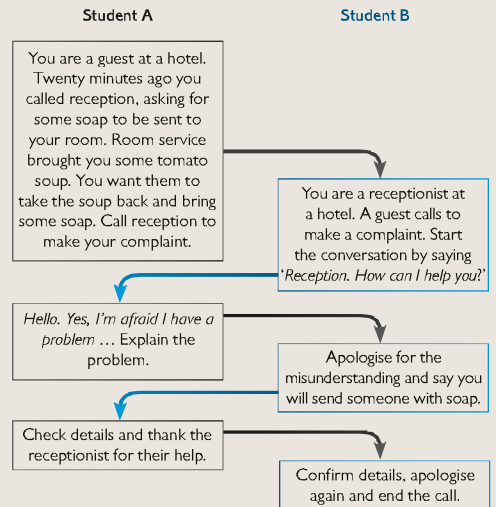 Student A
Student B
You are a guest at a hotel.
Twenty minutes ago you
called reception, asking for
some soap to be sent to
your room. Room service
brought you some tomato
soup. You want them to
take the soup back and bring
some soap. Call reception to
make your complaint.
You are a receptionist at
a hotel. A guest calls to
make a complaint. Start
the conversation by saying
‘Reception. How can I help you?’
Hello. Yes, I’m afraid I have a
problem … Explain the
problem.
Apologise for the
misunderstanding and say you
will send someone with soap.
Check details and thank the
receptionist for their help.
Confirm details, apologise
again and end the call.